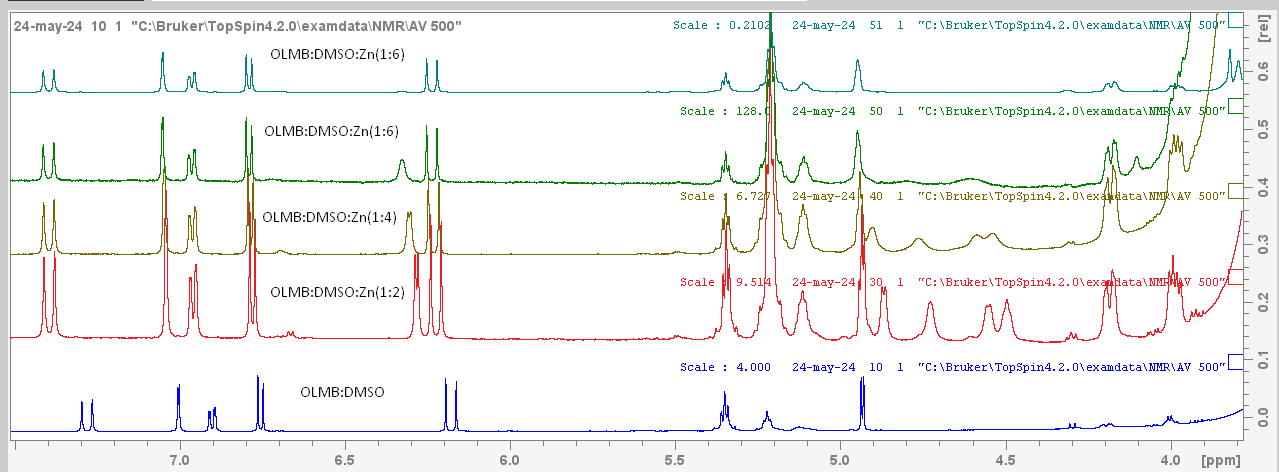 24-may-24 10 1 "C:\Bruker\TopSpin4.2.0\examdata\NMR\AV 500"
Scale : 0.2102 24-may-24 51 1 "C:\Bruker\TopSpin4.2.0\examdata\NMR\AV 500"
[rel]
OLMB:DMSO:Zn(1:6)
0.6
Scale : 128. 24-may-24 50 1 "C:\Bruker\TopSpin4.2.0\examdata\NMR\AV 500"
OLMB:DMSO:Zn(1:6)
0.5
Scale : 6.727 24-may-24 40 1 "C:\Bruker\TopSpin4.2.0\examdata\NMR\AV 500"
0.4
OLMB:DMSO:Zn(1:4)
0.3
Scale : 9.514 24-may-24 30 1 "C:\Bruker\TopSpin4.2.0\examdata\NMR\AV 500"
OLMB:DMSO:Zn(1:2)
0.2
0.1
Scale : 4.000 24-may-24 10 1 "C:\Bruker\TopSpin4.2.0\examdata\NMR\AV 500"
OLMB:DMSO
0.0
7.0 6.5 6.0 5.5 5.0 4.5 4.0 [ppm]